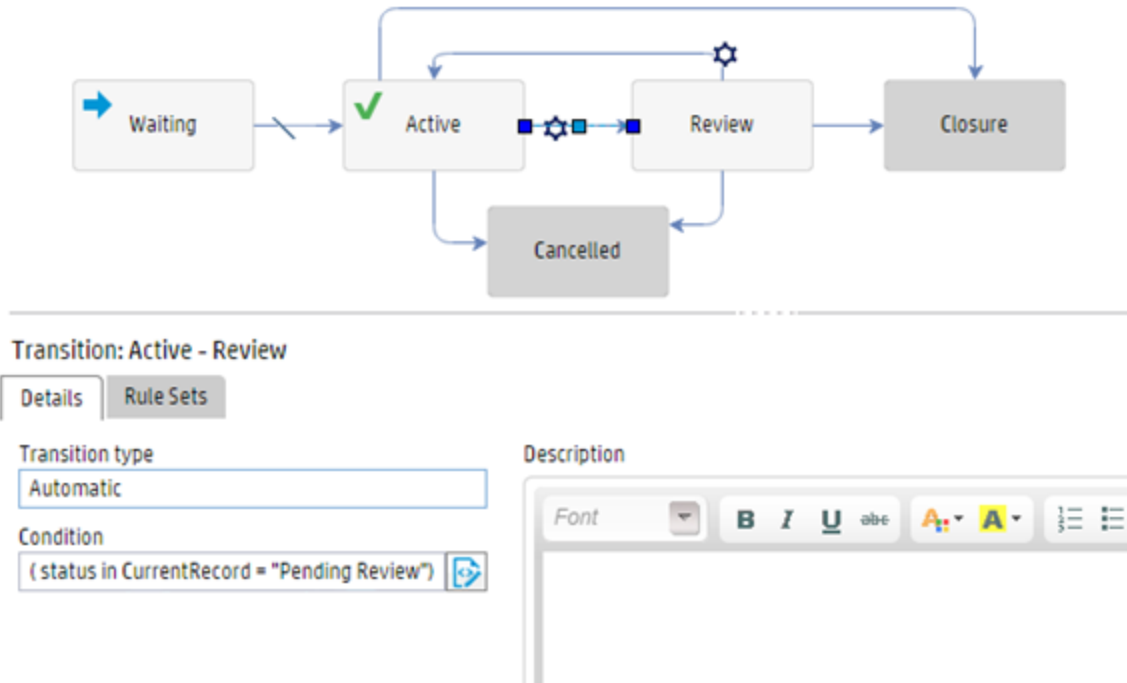 Waiting
Active
Review
Closure
Cancelled
Transition: Active - Review
Details
Rule Sets
Transition type
Automatic
Condition
( status in CurrentRecord = "Pending Review")
Description
Font
B I U abc A A